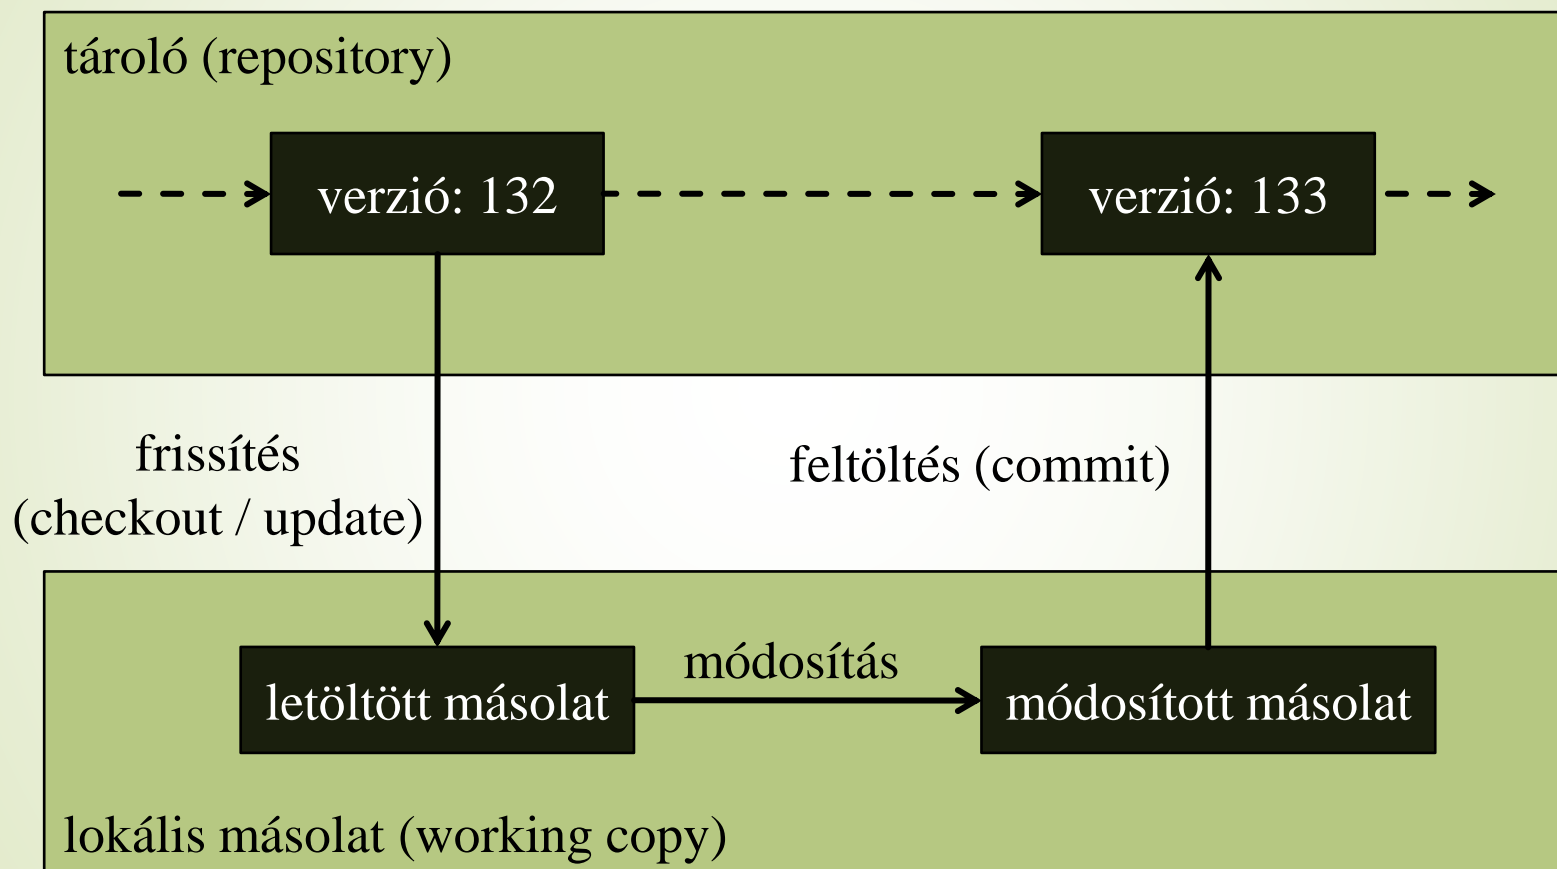 tároló (repository)
verzió: 132
verzió: 133
frissítés
(checkout / update)
feltöltés (commit)
módosítás
letöltött másolat
módosított másolat
lokális másolat (working copy)